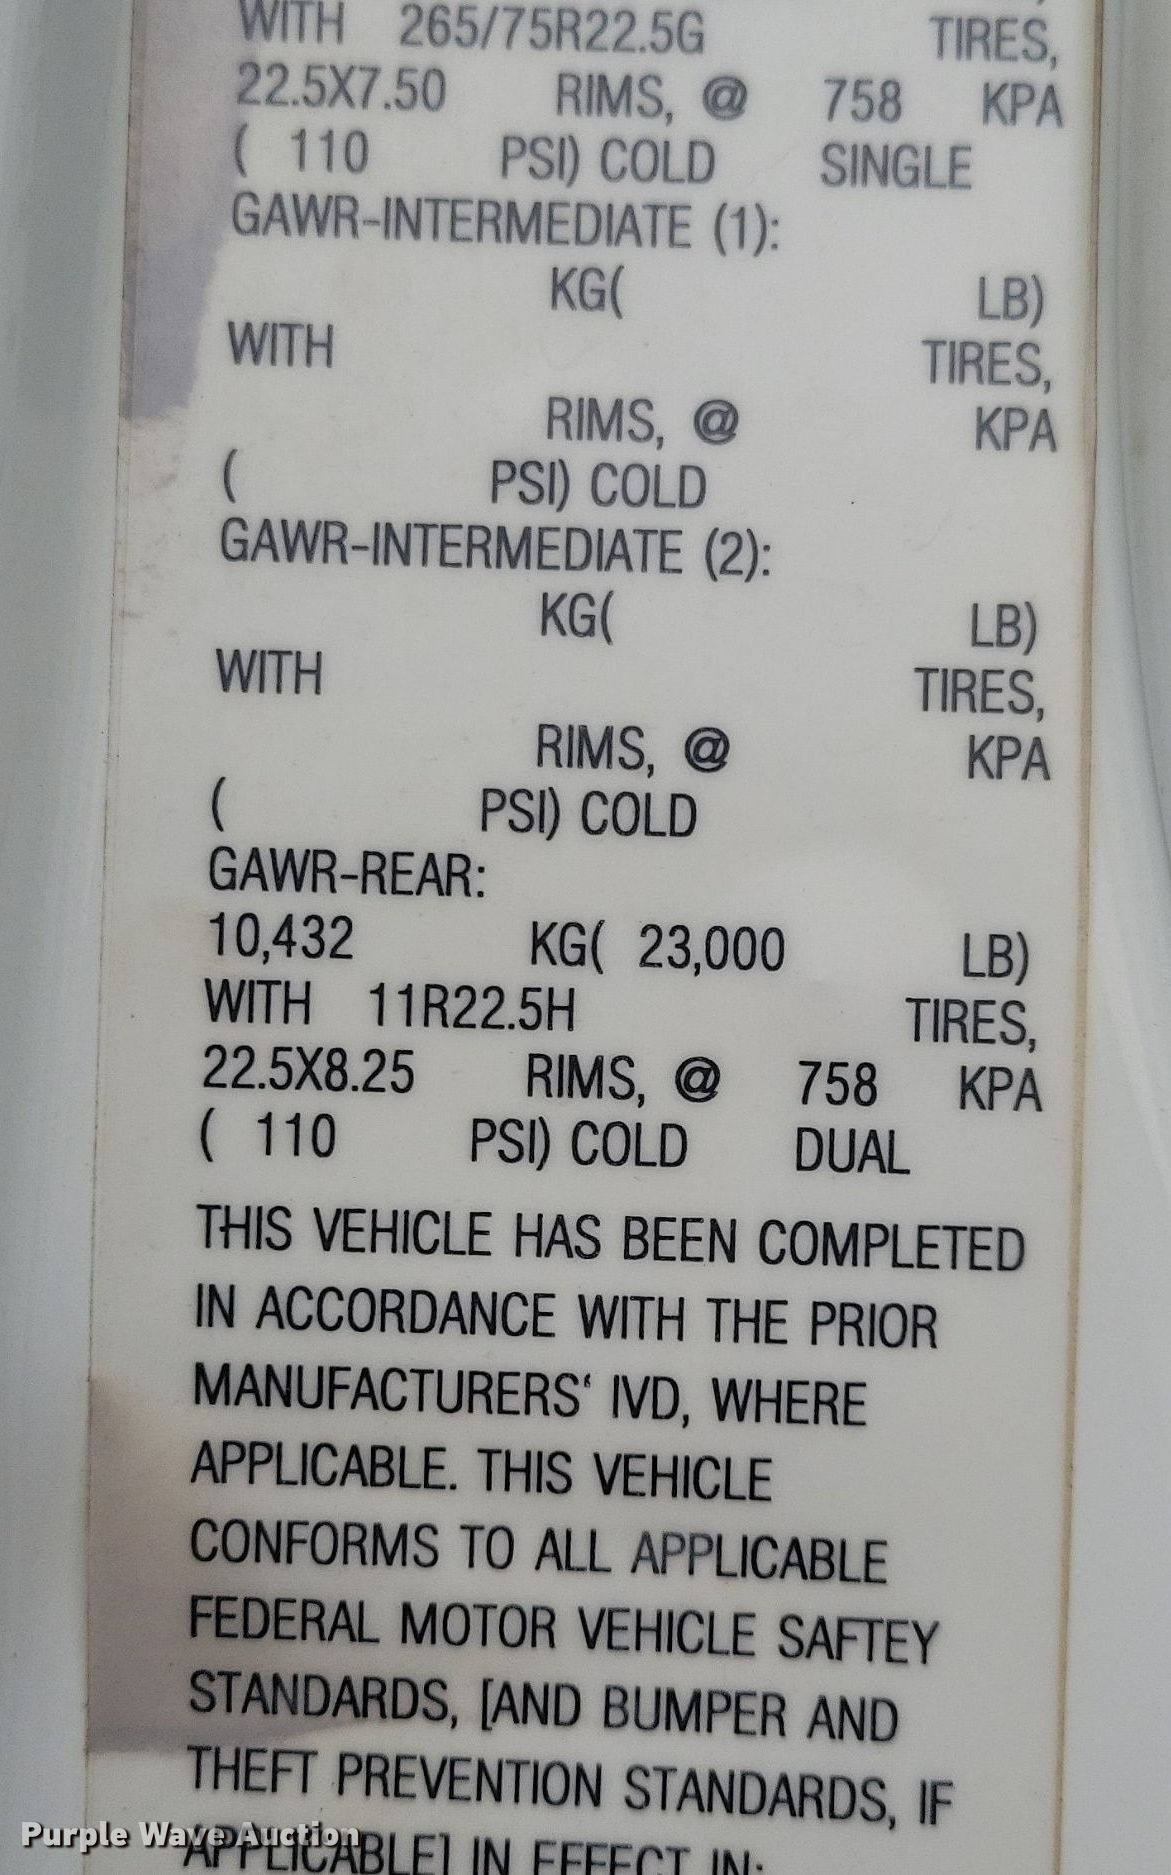 WITH 265/75R22.5G TIRES,
22.5X7.50 RIMS, @ 758 KPA
( 110 PSI) COLD SINGLE
GAWR-INTERMEDIATE (1):
KG( LB)
WITH TIRES,
RIMS, @ KPA
( PSI) COLD
GAWR-INTERMEDIATE (2):
KG( LB)
WITH TIRES,
RIMS, @ KPA
( PSI) COLD
GAWR-REAR:
10,432 KG( 23,000 LB)
WITH 11R22.5H TIRES,
22.5X8.25 RIMS, @ 758 KPA
( 110 PSI) COLD DUAL
THIS VEHICLE HAS BEEN COMPLETED
IN ACCORDANCE WITH THE PRIOR
MANUFACTURERS‘ IVD, WHERE
APPLICABLE. THIS VEHICLE
CONFORMS TO ALL APPLICABLE
FEDERAL MOTOR VEHICLE SAFTEY
STANDARDS, [AND BUMPER AND
THEFT PREVENTION STANDARDS, IF
APPLICABLE] IN EFFECT IN:
Purple Wave Auction